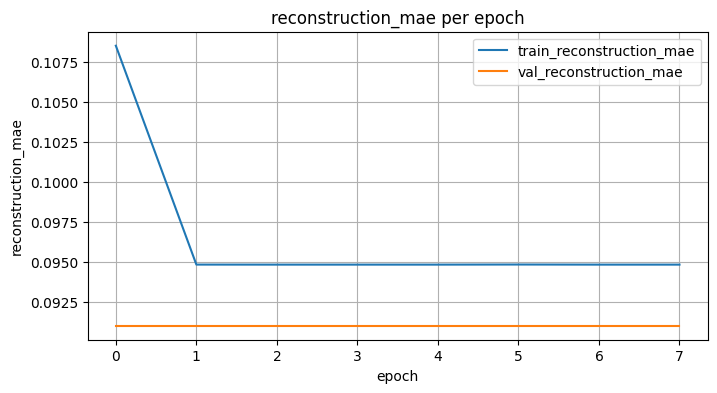 reconstruction_mae per epoch
train_reconstruction_mae
val_reconstruction_mae
reconstruction_mae
0.1075
0.1050
0.1025
0.1000
0.0975
0.0950
0.0925
0 1 2 3 4 5 6 7
epoch